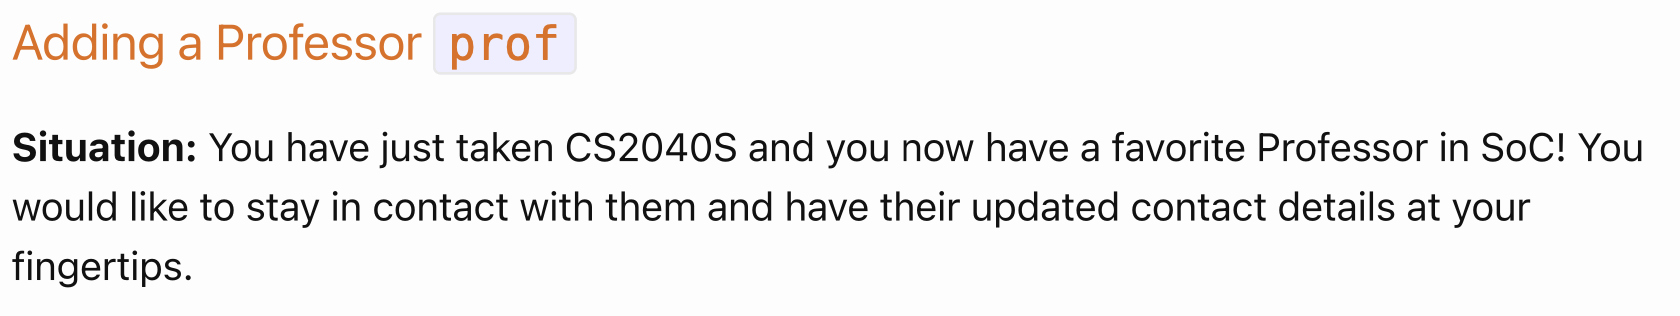 Adding a Professor prof
Situation: You have just taken CS2040S and you now have a favorite Professor in SoC! You
would like to stay in contact with them and have their updated contact details at your
fingertips.